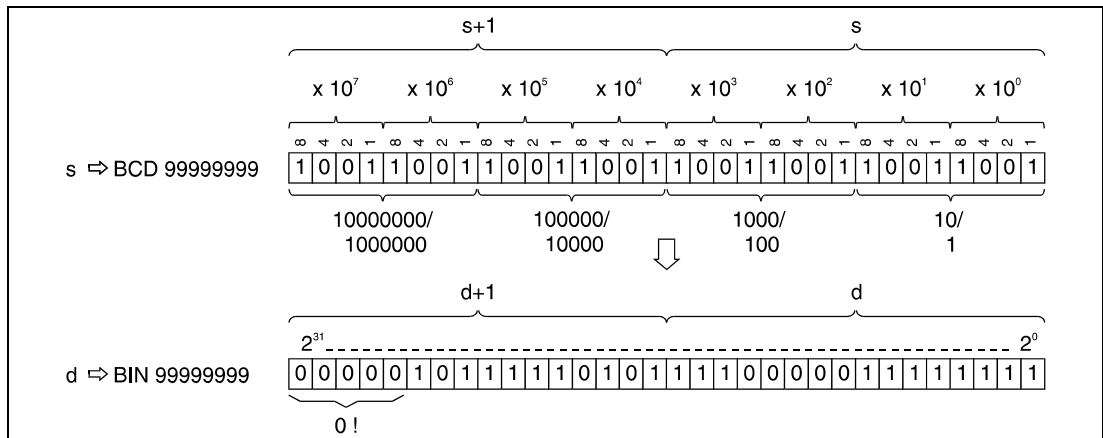 s+1 s
x 10⁷ x 10⁶ x 10⁵ x 10⁴ x 10³ x 10² x 10¹ x 10⁰
8 4 2 1 8 4 2 1 8 4 2 1 8 4 2 1 8 4 2 1 8 4 2 1 8 4 2 1 8 4 2 1
s ⇨ BCD 99999999 1 0 0 1 1 0 0 1 1 0 0 1 1 0 0 1 1 0 0 1 1 0 0 1 1 0 0 1 1 0 0 1
10000000/ 100000/ 1000/ 10/
1000000 10000 100 1
d+1 d
2³¹ 2⁰
d ⇨ BIN 99999999 0 0 0 0 0 1 0 1 1 1 1 1 0 1 0 1 1 1 1 0 0 0 0 0 1 1 1 1 1 1 1 1
0 !